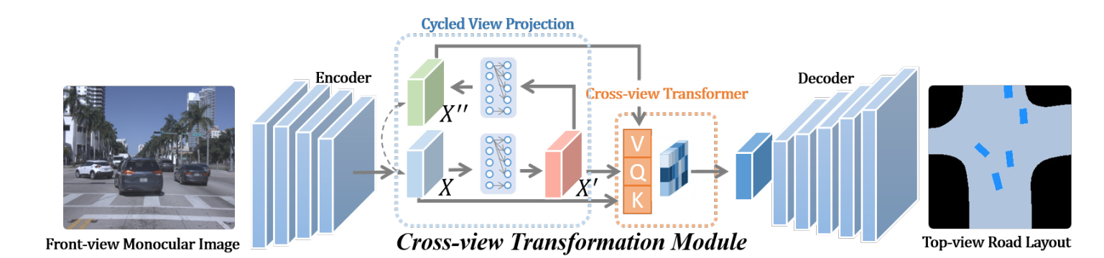 Cycled View Projection
Encoder
Decoder
Cross-view Transformer
X''
V
Q
K
X
X'
Front-view Monocular Image
Cross-view Transformation Module
Top-view Road Layout